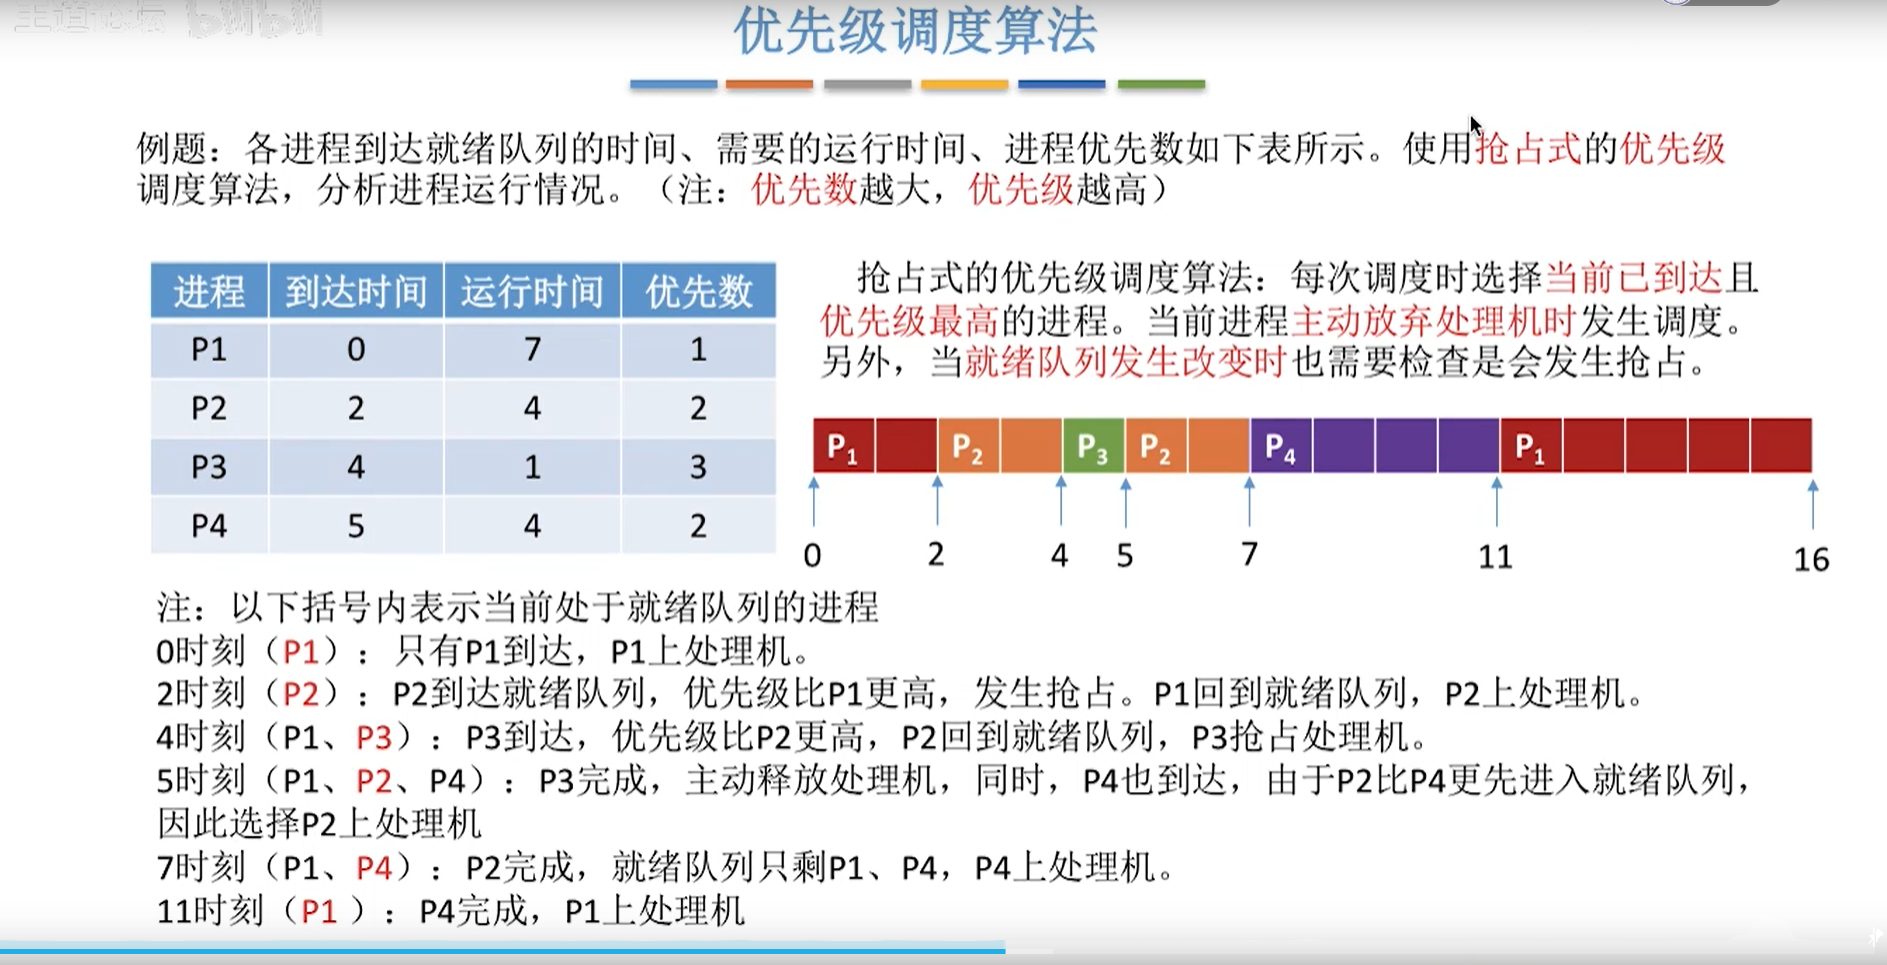 王道论坛 bilibili
优先级调度算法
例题：各进程到达就绪队列的时间、需要的运行时间、进程优先数如下表所示。使用抢占式的优先级
调度算法，分析进程运行情况。（注：优先数越大，优先级越高）
进程 到达时间 运行时间 优先数
P1 0 7 1
P2 2 4 2
P3 4 1 3
P4 5 4 2
抢占式的优先级调度算法：每次调度时选择当前已到达且
优先级最高的进程。当前进程主动放弃处理机时发生调度。
另外，当就绪队列发生改变时也需要检查是会发生抢占。
P1 P2 P3 P2 P4 P1
0 2 4 5 7 11 16
注：以下括号内表示当前处于就绪队列的进程
0时刻（P1）：只有P1到达，P1上处理机。
2时刻（P2）：P2到达就绪队列，优先级比P1更高，发生抢占。P1回到就绪队列，P2上处理机。
4时刻（P1、P3）：P3到达，优先级比P2更高，P2回到就绪队列，P3抢占处理机。
5时刻（P1、P2、P4）：P3完成，主动释放处理机，同时，P4也到达，由于P2比P4更先进入就绪队列，
因此选择P2上处理机
7时刻（P1、P4）：P2完成，就绪队列只剩P1、P4，P4上处理机。
11时刻（P1 ）：P4完成，P1上处理机